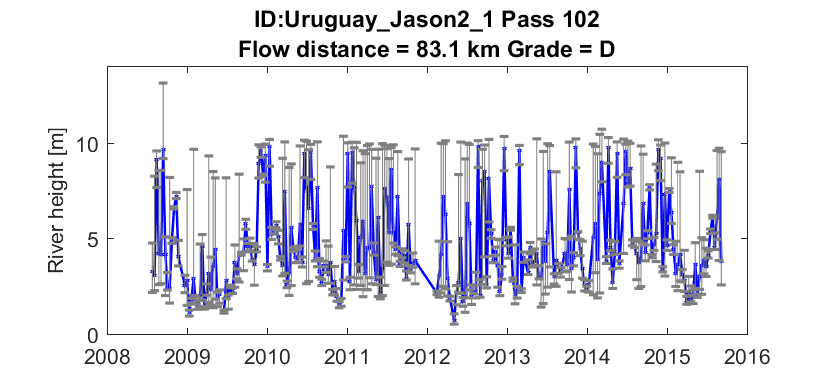 ID:Uruguay_Jason2_1 Pass 102
Flow distance = 83.1 km Grade = D
River height [m]
10
5
0
2008 2009 2010 2011 2012 2013 2014 2015 2016